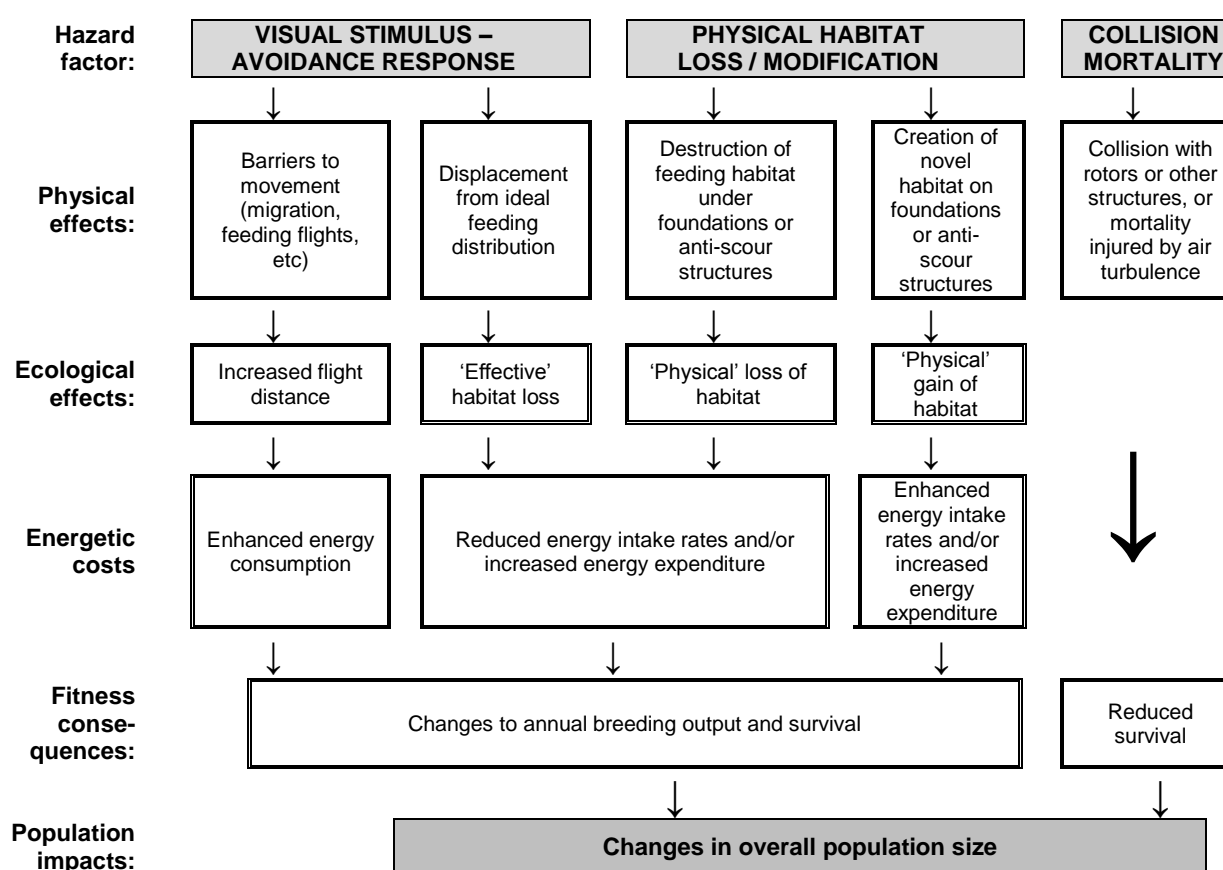 Hazard
factor:
VISUAL STIMULUS –
AVOIDANCE RESPONSE
PHYSICAL HABITAT
LOSS / MODIFICATION
COLLISION
MORTALITY
Physical
effects:
Barriers to
movement
(migration,
feeding flights,
etc)
Displacement
from ideal
feeding
distribution
Destruction of
feeding habitat
under
foundations or
anti-scour
structures
Creation of
novel
habitat on
foundations
or anti-
scour
structures
Collision with
rotors or other
structures, or
mortality
injured by air
turbulence
Ecological
effects:
Increased flight
distance
‘Effective’
habitat loss
‘Physical’ loss of
habitat
‘Physical’
gain of
habitat
Energetic
costs
Enhanced energy
consumption
Reduced energy intake rates and/or
increased energy expenditure
Enhanced
energy intake
rates and/or
increased
energy
expenditure
Fitness
conse-
quences:
Changes to annual breeding output and survival
Reduced
survival
Population
impacts:
Changes in overall population size